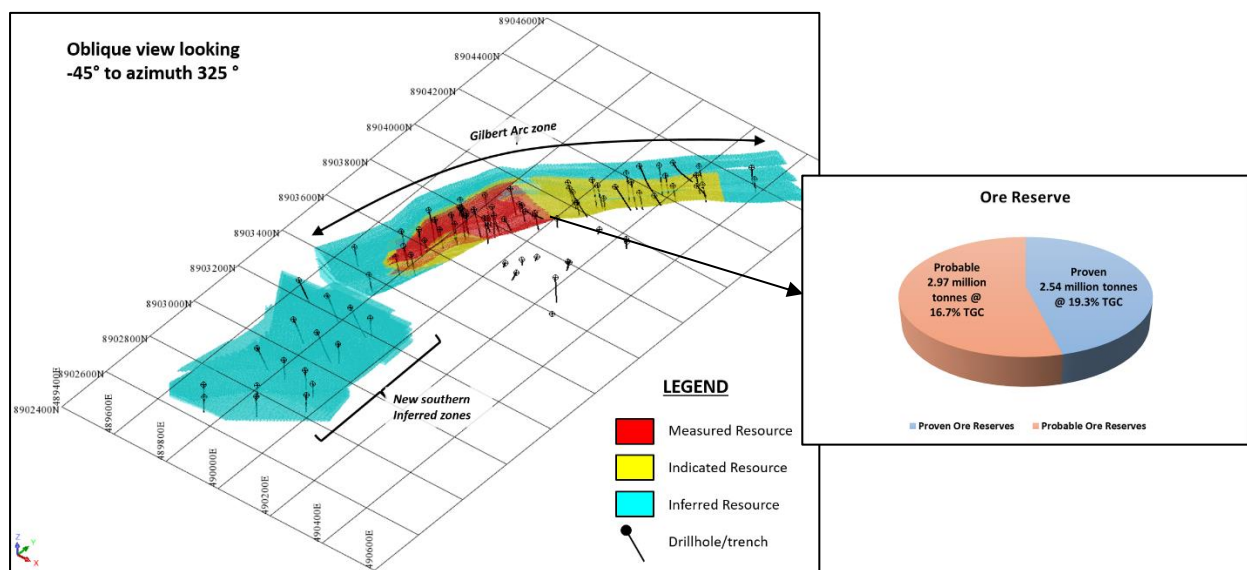 Oblique view looking
-45° to azimuth 325 °
8904600N
8904400N
8904200N
8904000N
8903800N
8903600N
8903400N
8903200N
8903000N
8902800N
8902600N
8902400N
489400E
489600E
489800E
490000E
490200E
490400E
490600E
Gilbert Arc zone
New southern
Inferred zones
LEGEND
Measured Resource
Indicated Resource
Inferred Resource
Drillhole/trench
Z
Y
X
Ore Reserve
Probable
2.97 million
tonnes @
16.7% TGC
Proven
2.54 million tonnes
@ 19.3% TGC
Proven Ore Reserves
Probable Ore Reserves